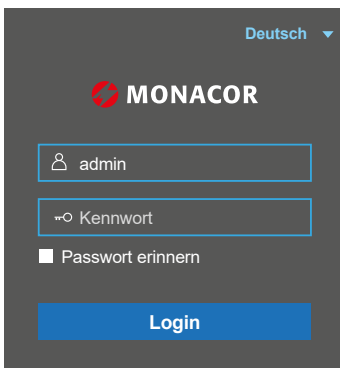 Deutsch
MONACOR
admin
Kennwort
Passwort erinnern
Login